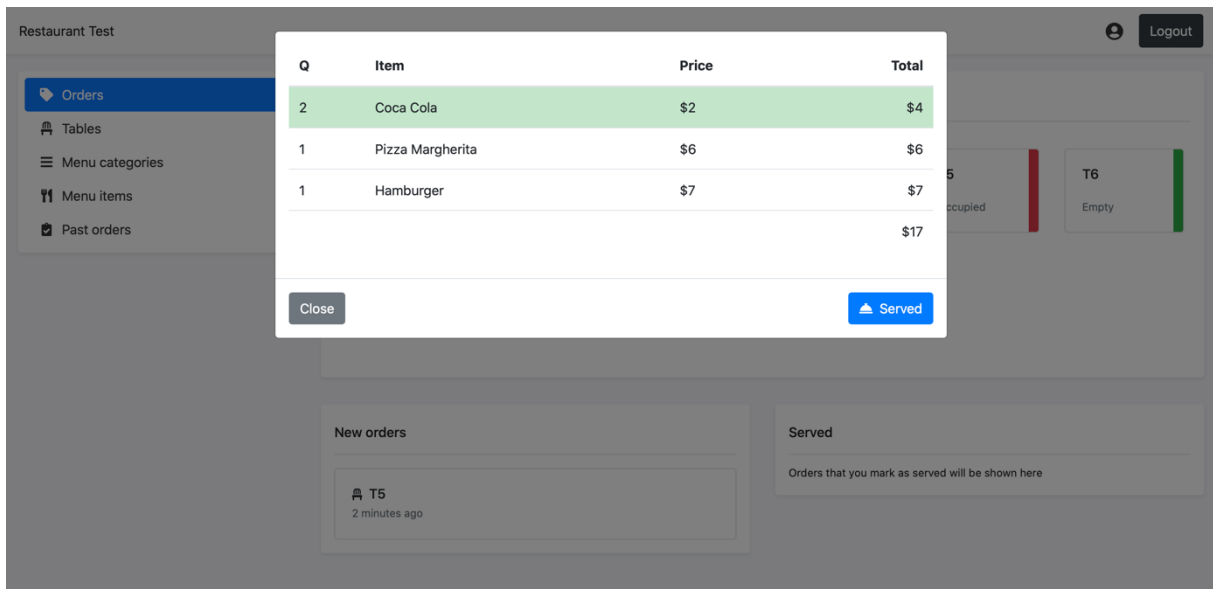 Restaurant Test
Logout
Orders
Tables
Menu categories
Menu items
Past orders
Q Item Price Total
2 Coca Cola $2 $4
1 Pizza Margherita $6 $6
1 Hamburger $7 $7
$17
Close
Served
T6
Empty
New orders
T5
2 minutes ago
Served
Orders that you mark as served will be shown here